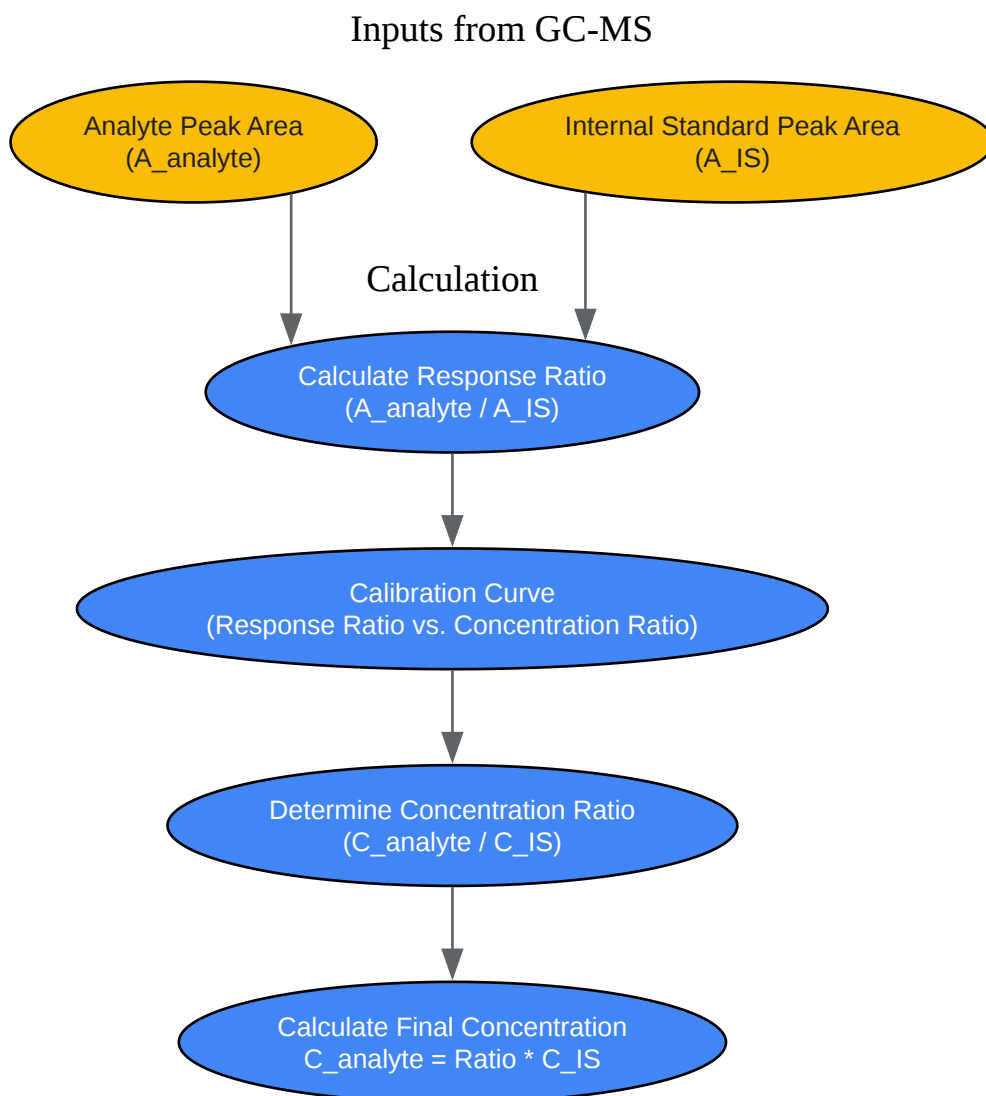 Inputs from GC-MS
Analyte Peak Area
(A_analyte)
Internal Standard Peak Area
(A_IS)
Calculation
Calculate Response Ratio
(A_analyte / A_IS)
Calibration Curve
(Response Ratio vs. Concentration Ratio)
Determine Concentration Ratio
(C_analyte / C_IS)
Calculate Final Concentration
C_analyte = Ratio * C_IS